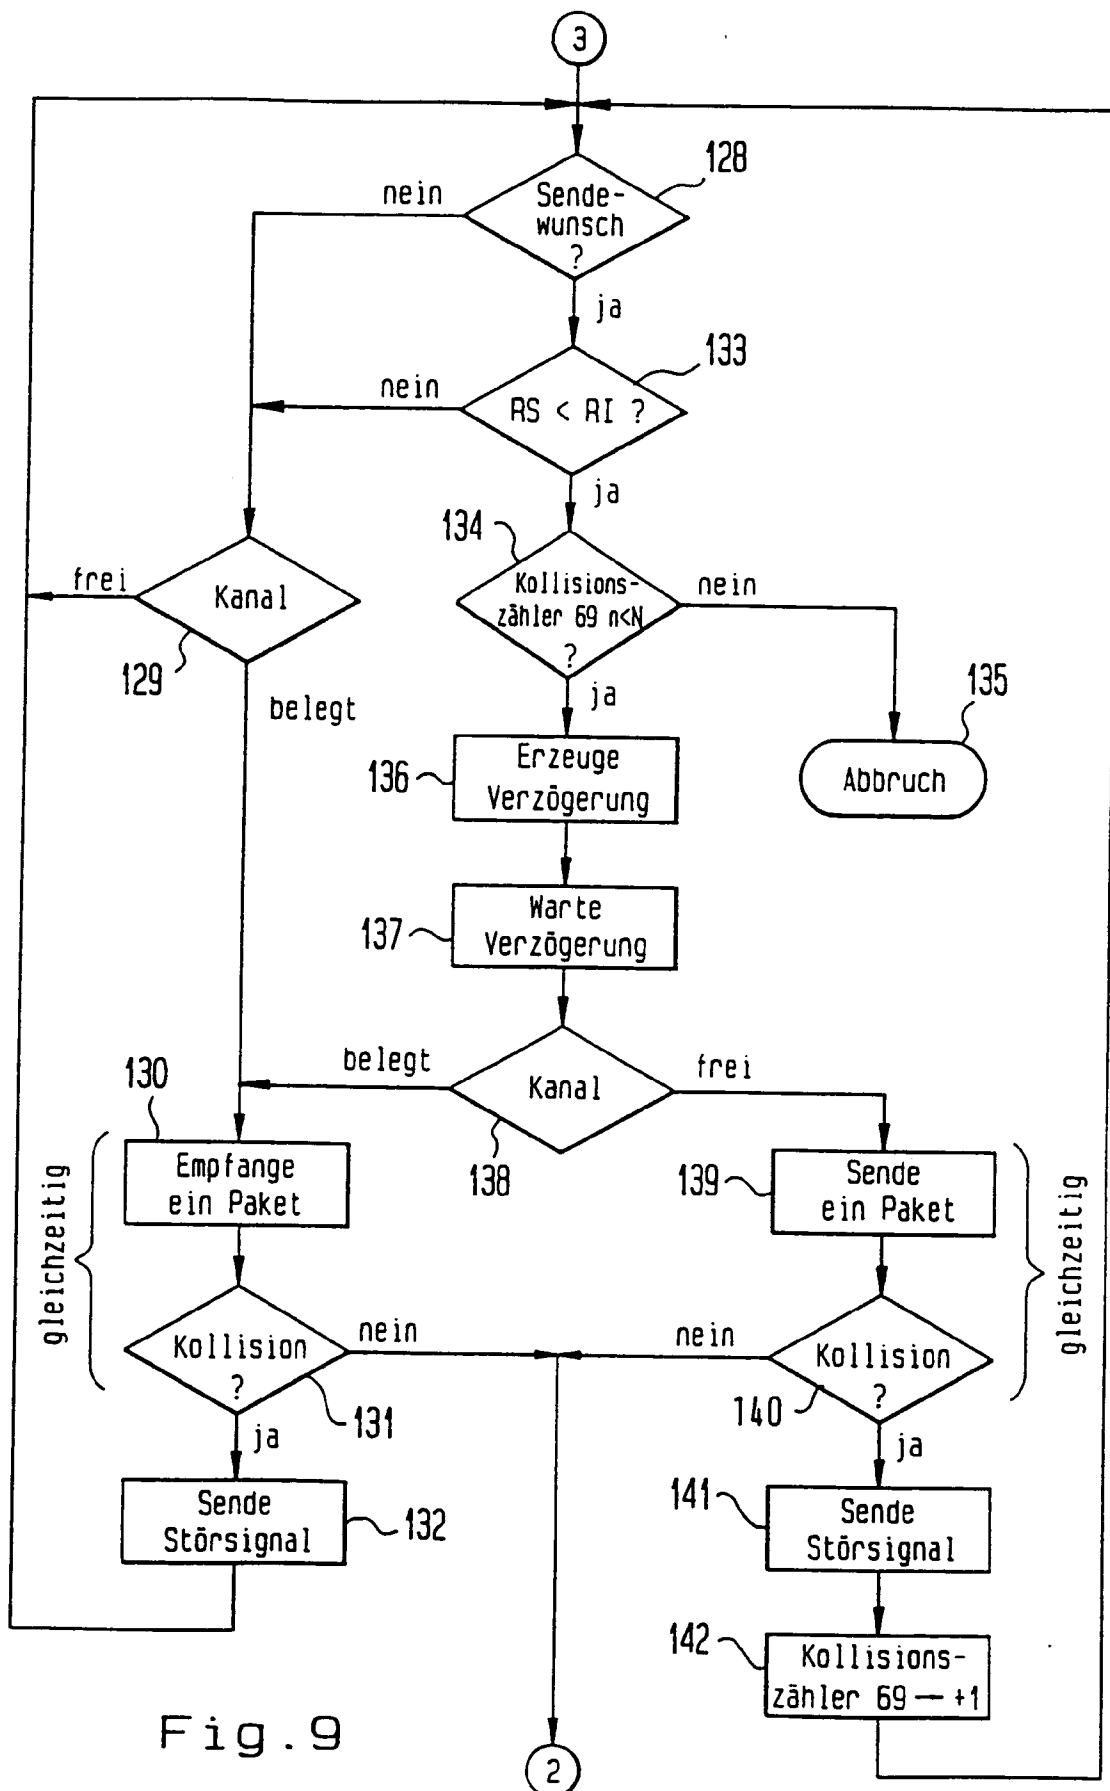 3
128
nein
Sende-
wunsch
?
ja
133
nein
RS < RI ?
ja
134
frei
Kanal
Kollisions-
zähler 69 n<N
?
nein
129
belegt
ja
135
136
Erzeuge
Verzögerung
Abbruch
137
Warte
Verzögerung
130
belegt
Kanal
frei
138
gleichzeitig
Empfange
ein Paket
139
Sende
ein Paket
gleichzeitig
Kollision
?
nein
nein
Kollision
?
131
140
ja
ja
Sende
Störsignal
132
141
Sende
Störsignal
142
Kollisions-
zähler 69 — +1
Fig.9
2